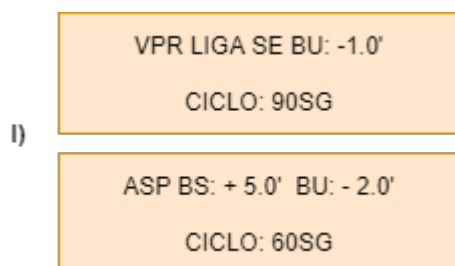 VPR LIGA SE BU: -1.0'
CICLO: 90SG
I)
ASP BS: + 5.0' BU: - 2.0'
CICLO: 60SG